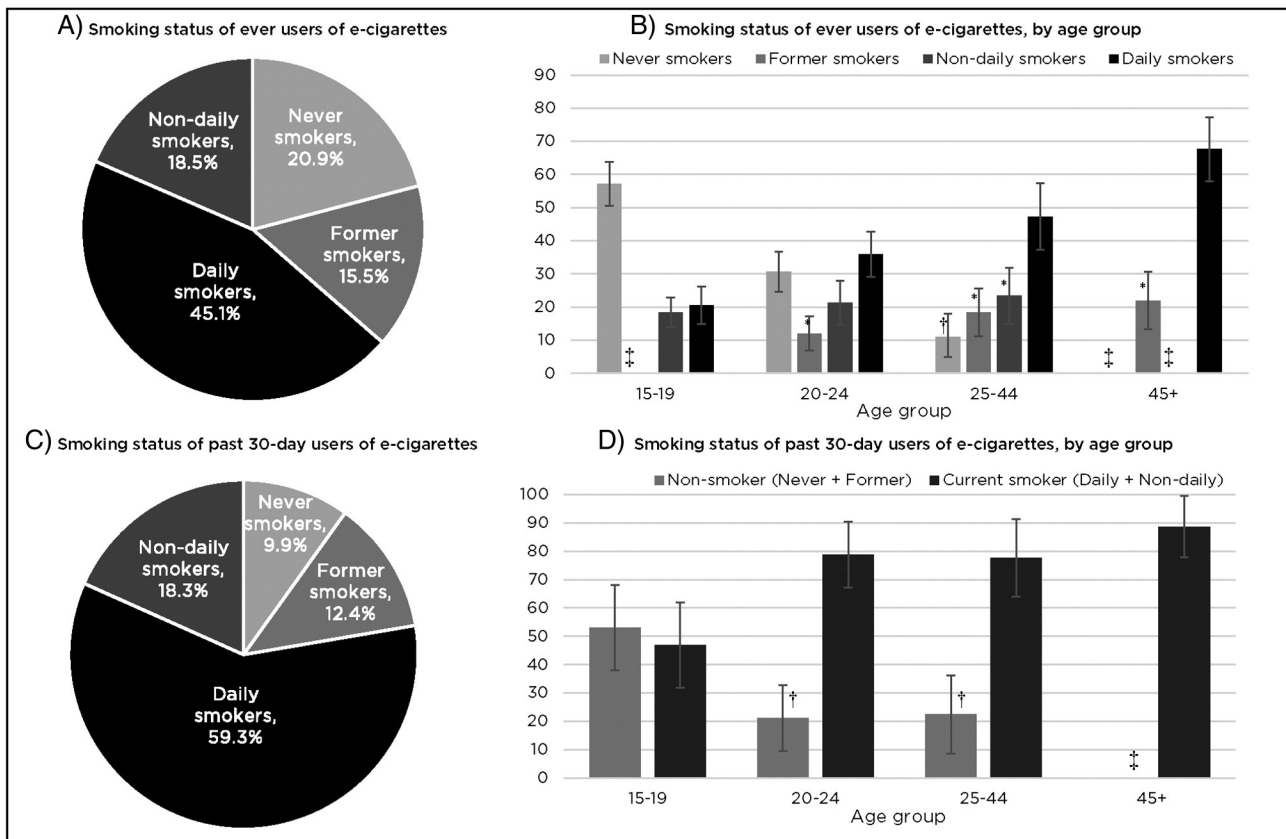 A) Smoking status of ever users of e-cigarettes
Never
smokers,
20.9%
Former
smokers,
15.5%
Daily
smokers,
45.1%
Non-daily
smokers,
18.5%
B) Smoking status of ever users of e-cigarettes, by age group
Never smokers Former smokers Non-daily smokers Daily smokers
90
80
70
60
50
40
30
20
10
0
‡
*
†
*
*
‡
*
‡
15-19 20-24 25-44 45+
Age group
C) Smoking status of past 30-day users of e-cigarettes
Never
smokers,
9.9%
Former
smokers,
12.4%
Daily
smokers,
59.3%
Non-daily
smokers,
18.3%
D) Smoking status of past 30-day users of e-cigarettes, by age group
Non-smoker (Never + Former) Current smoker (Daily + Non-daily)
100
90
80
70
60
50
40
30
20
10
0
†
†
‡
15-19 20-24 25-44 45+
Age group